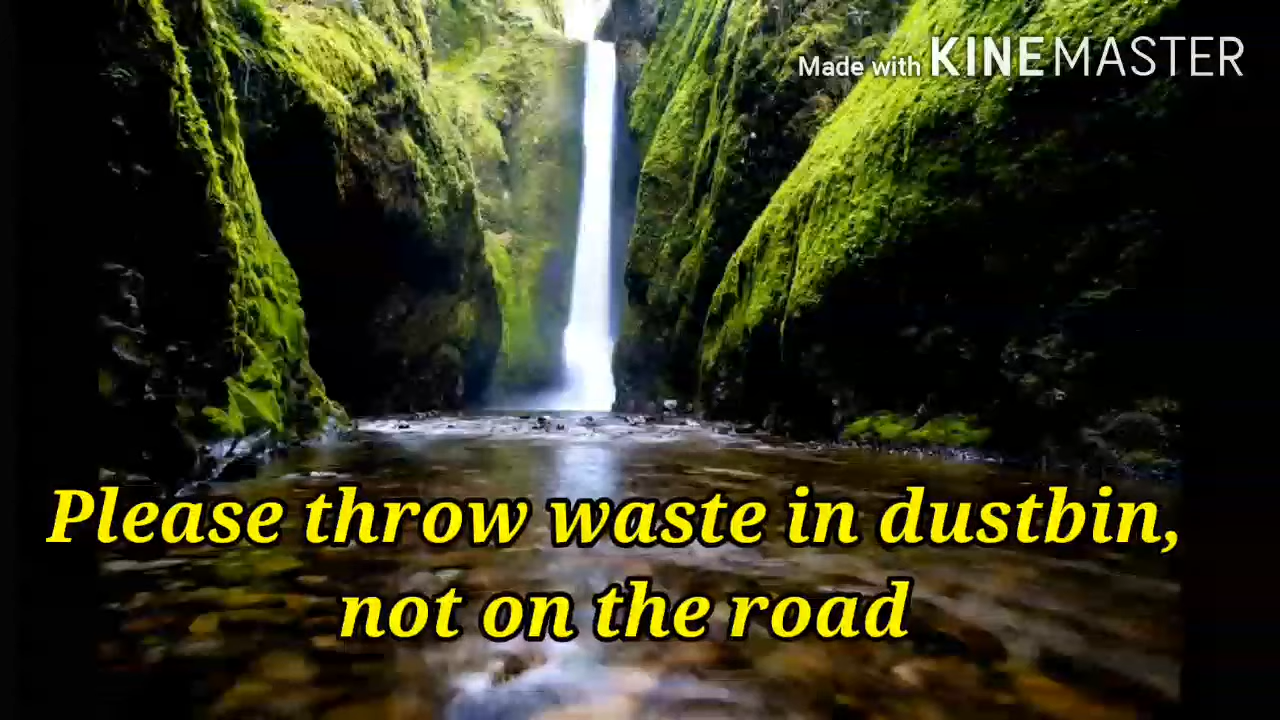 Made with KINEMASTER
Please throw waste in dustbin,
not on the road